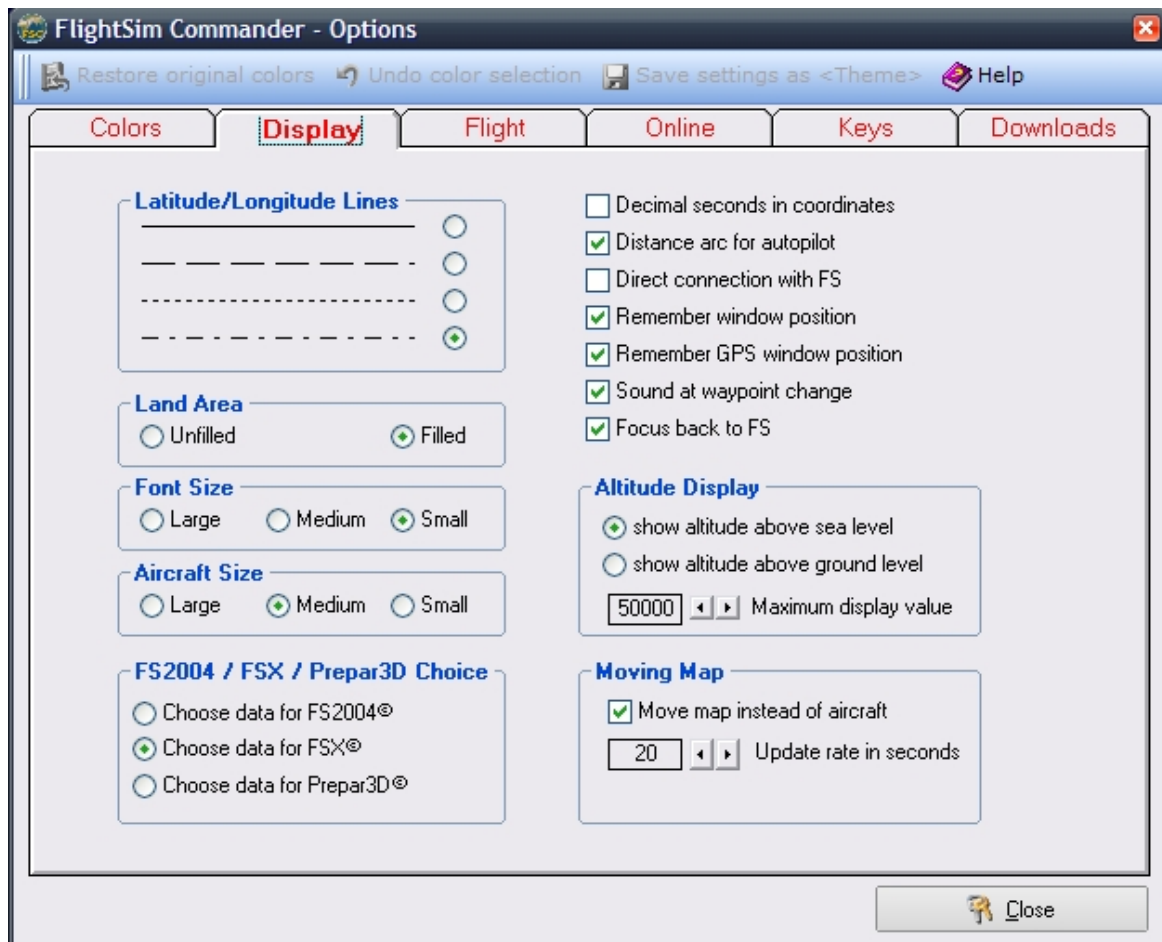 FlightSim Commander - Options
Restore original colors Undo color selection Save settings as <Theme> Help
Colors Display Flight Online Keys Downloads
Latitude/Longitude Lines
Land Area
Unfilled Filled
Font Size
Large Medium Small
Aircraft Size
Large Medium Small
FS2004 / FSX / Prepar3D Choice
Choose data for FS2004©
Choose data for FSX©
Choose data for Prepar3D©
Decimal seconds in coordinates
Distance arc for autopilot
Direct connection with FS
Remember window position
Remember GPS window position
Sound at waypoint change
Focus back to FS
Altitude Display
show altitude above sea level
show altitude above ground level
50000 Maximum display value
Moving Map
Move map instead of aircraft
20 Update rate in seconds
Close